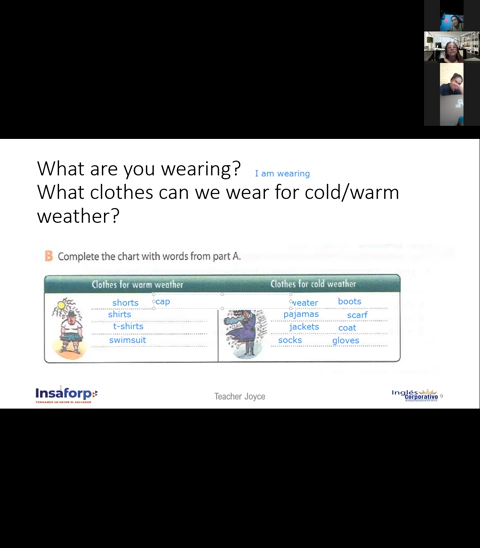 What are you wearing? I am wearing
What clothes can we wear for cold/warm
weather?
B Complete the chart with words from part A.
Clothes for warm weather Clothes for cold weather
shorts cap weater boots
shirts pajamas scarf
t-shirts jackets coat
swimsuit socks gloves
Insaforp Teacher Joyce Inglés
Corporativo